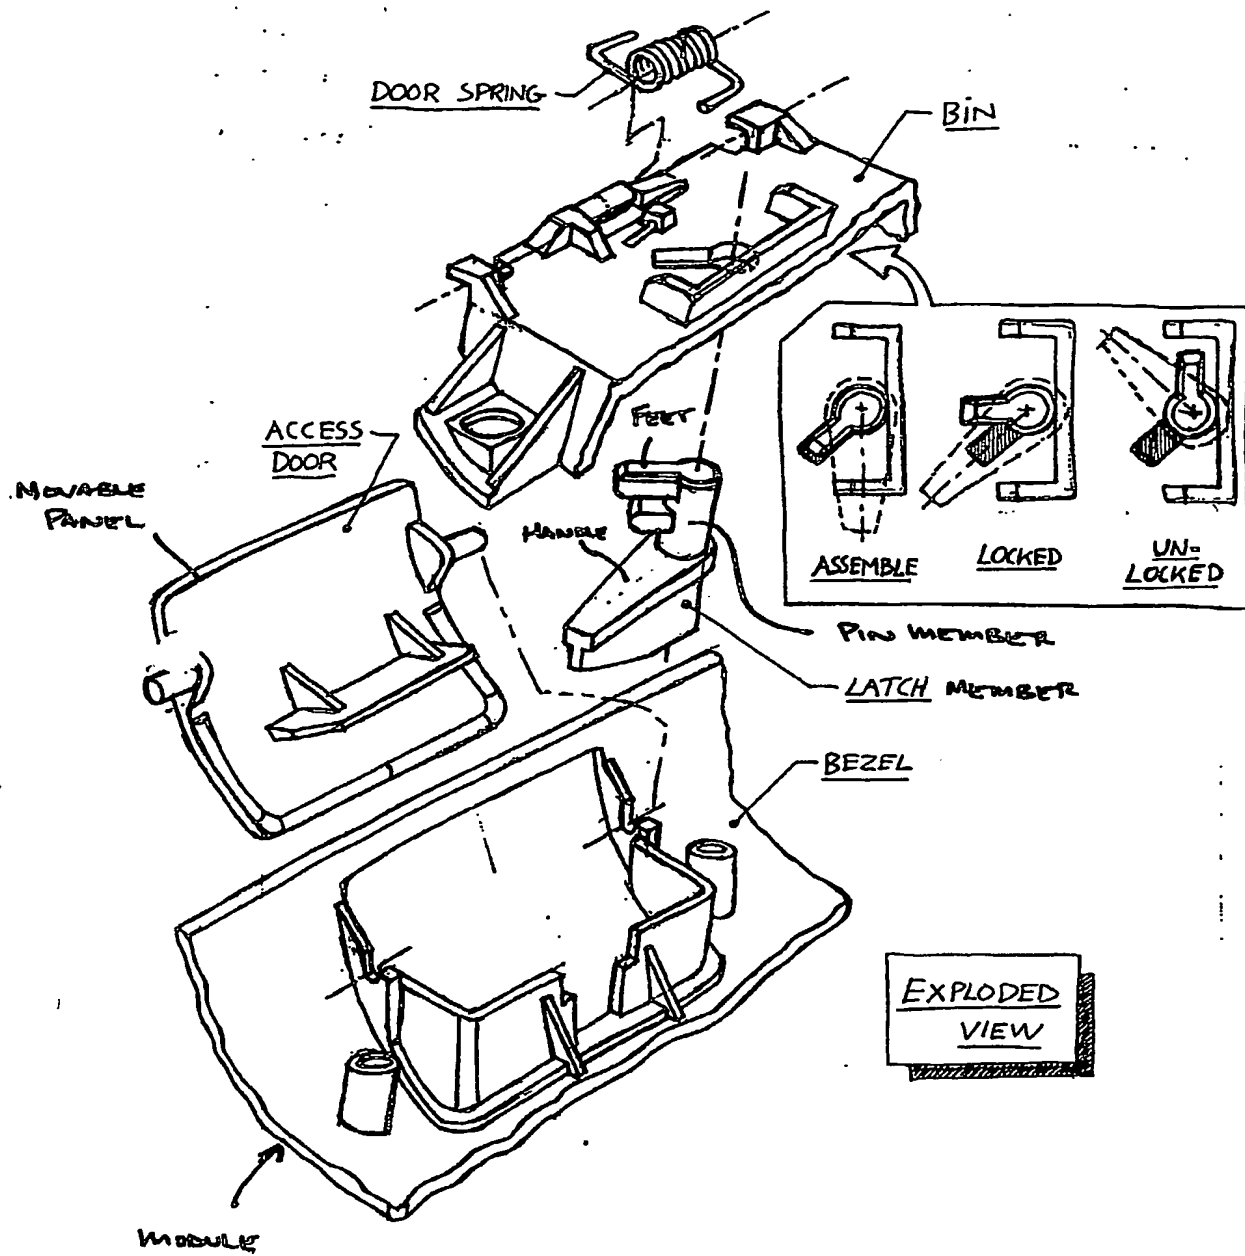 DOOR SPRING
BIN
ACCESS
DOOR
MOVABLE
PANEL
FEET
HANDLE
ASSEMBLE
LOCKED
UN-
LOCKED
PIN MEMBER
LATCH MEMBER
BEZEL
EXPLODED
VIEW
MODULE